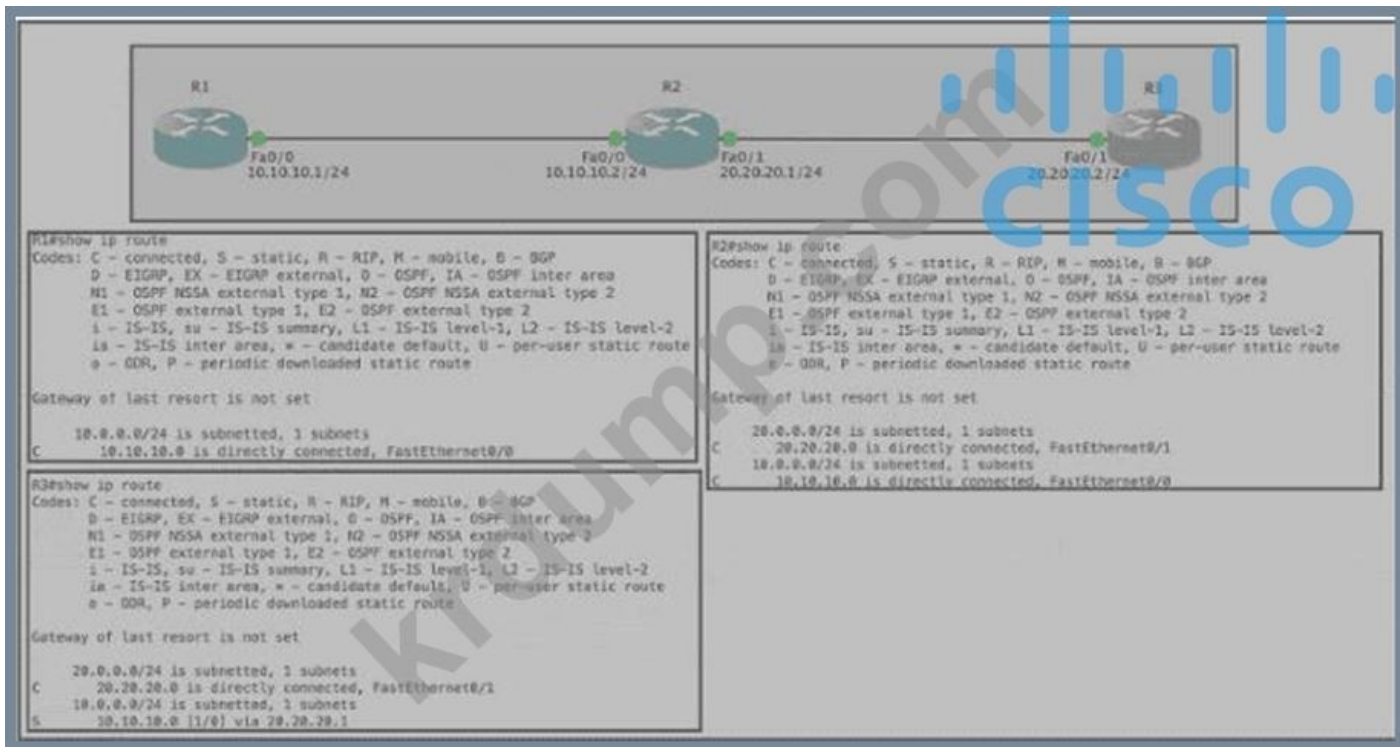 R1
R2
R3
Fa0/0
10.10.10.1/24
Fa0/0
10.10.10.2/24
Fa0/1
20.20.20.1/24
Fa0/1
20.20.20.2/24
CISCO
krdump.com
R1#show ip route
Codes: C - connected, S - static, R - RIP, M - mobile, B - BGP
D - EIGRP, EX - EIGRP external, O - OSPF, IA - OSPF inter area
N1 - OSPF NSSA external type 1, N2 - OSPF NSSA external type 2
E1 - OSPF external type 1, E2 - OSPF external type 2
i - IS-IS, su - IS-IS summary, L1 - IS-IS level-1, L2 - IS-IS level-2
ia - IS-IS inter area, * - candidate default, U - per-user static route
o - ODR, P - periodic downloaded static route
Gateway of last resort is not set
10.0.0.0/24 is subnetted, 1 subnets
C 10.10.10.0 is directly connected, FastEthernet0/0
R2#show ip route
Codes: C - connected, S - static, R - RIP, M - mobile, B - BGP
D - EIGRP, EX - EIGRP external, O - OSPF, IA - OSPF inter area
N1 - OSPF NSSA external type 1, N2 - OSPF NSSA external type 2
E1 - OSPF external type 1, E2 - OSPF external type 2
i - IS-IS, su - IS-IS summary, L1 - IS-IS level-1, L2 - IS-IS level-2
ia - IS-IS inter area, * - candidate default, U - per-user static route
o - ODR, P - periodic downloaded static route
Gateway of last resort is not set
20.0.0.0/24 is subnetted, 1 subnets
C 20.20.20.0 is directly connected, FastEthernet0/1
10.0.0.0/24 is subnetted, 1 subnets
C 10.10.10.0 is directly connected, FastEthernet0/0
R3#show ip route
Codes: C - connected, S - static, R - RIP, M - mobile, B - BGP
D - EIGRP, EX - EIGRP external, O - OSPF, IA - OSPF inter area
N1 - OSPF NSSA external type 1, N2 - OSPF NSSA external type 2
E1 - OSPF external type 1, E2 - OSPF external type 2
i - IS-IS, su - IS-IS summary, L1 - IS-IS level-1, L2 - IS-IS level-2
ia - IS-IS inter area, * - candidate default, U - per-user static route
o - ODR, P - periodic downloaded static route
Gateway of last resort is not set
20.0.0.0/24 is subnetted, 1 subnets
C 20.20.20.0 is directly connected, FastEthernet0/1
10.0.0.0/24 is subnetted, 1 subnets
S 10.10.10.0 [1/0] via 20.20.20.1